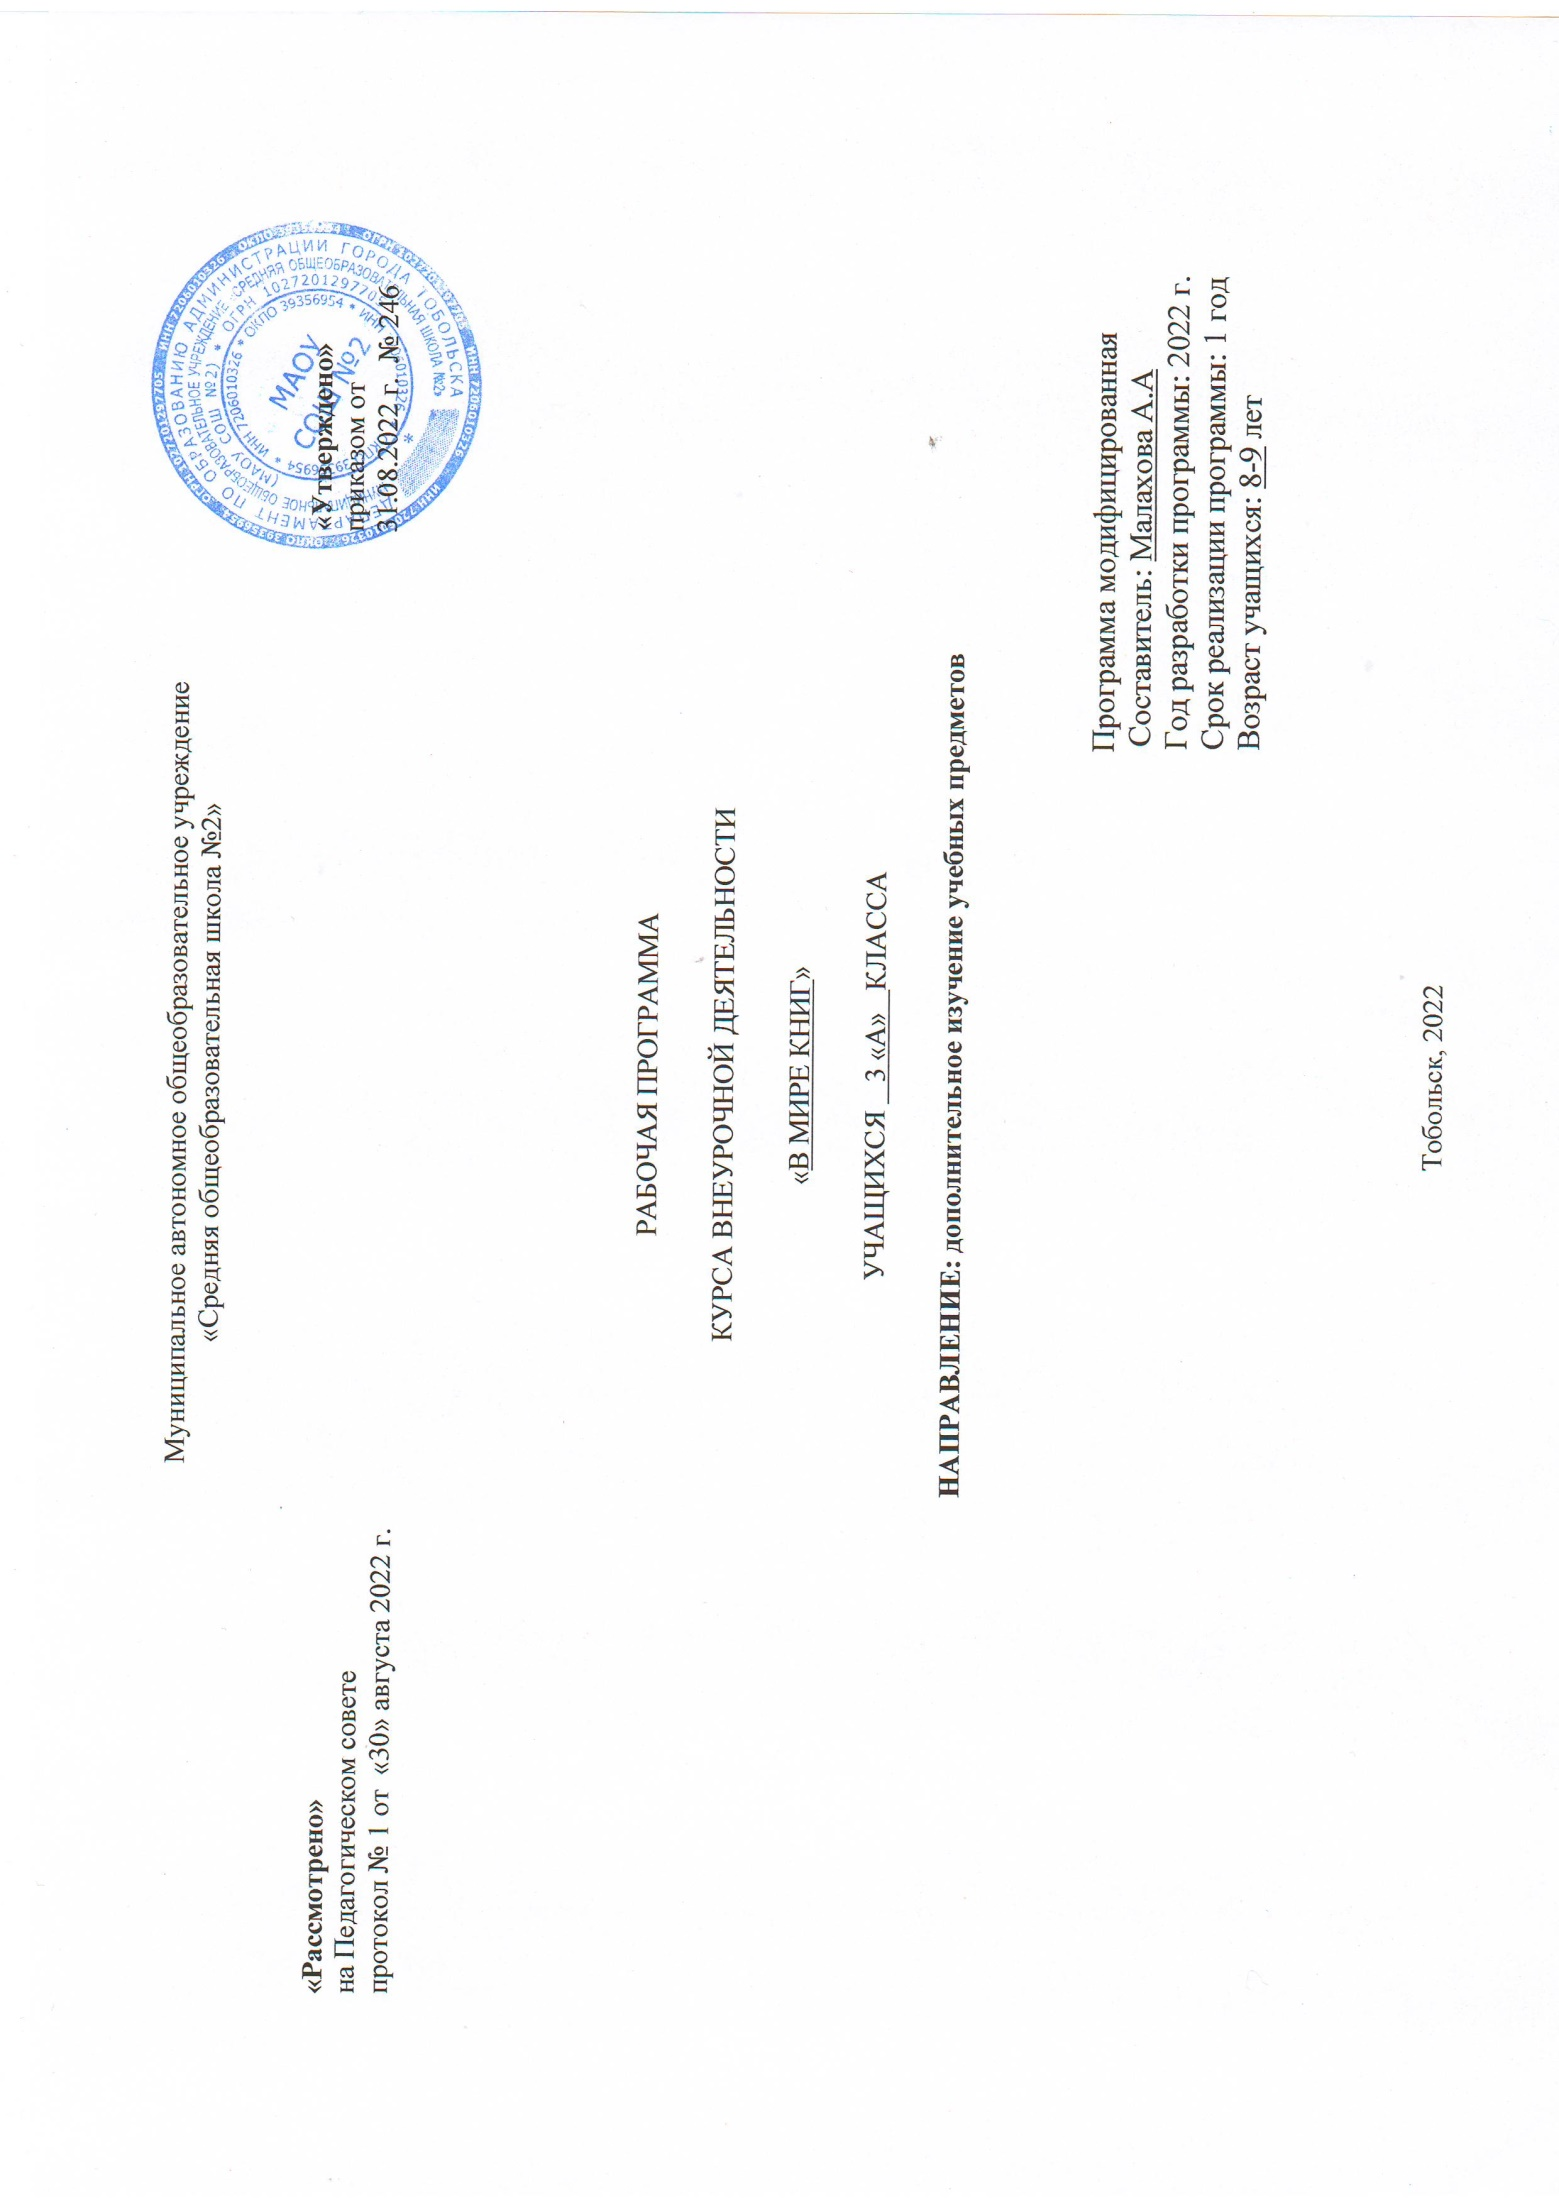 Муниципальное автономное общеобразовательное учреждение
«Средняя общеобразовательная школа №2»
«Рассмотрено»
на Педагогическом совете
протокол № 1 от «30» августа 2022 г.
«Утверждено»
приказом от
31.08.2022 г. № 246
МАОУ
СОШ №2
РАБОЧАЯ ПРОГРАММА
КУРСА ВНЕУРОЧНОЙ ДЕЯТЕЛЬНОСТИ
«В МИРЕ КНИГ»
УЧАЩИХСЯ 3 «А» КЛАССА
НАПРАВЛЕНИЕ: дополнительное изучение учебных предметов
Программа модифицированная
Составитель: Малахова А.А
Год разработки программы: 2022 г.
Срок реализации программы: 1 год
Возраст учащихся: 8-9 лет
Тобольск, 2022